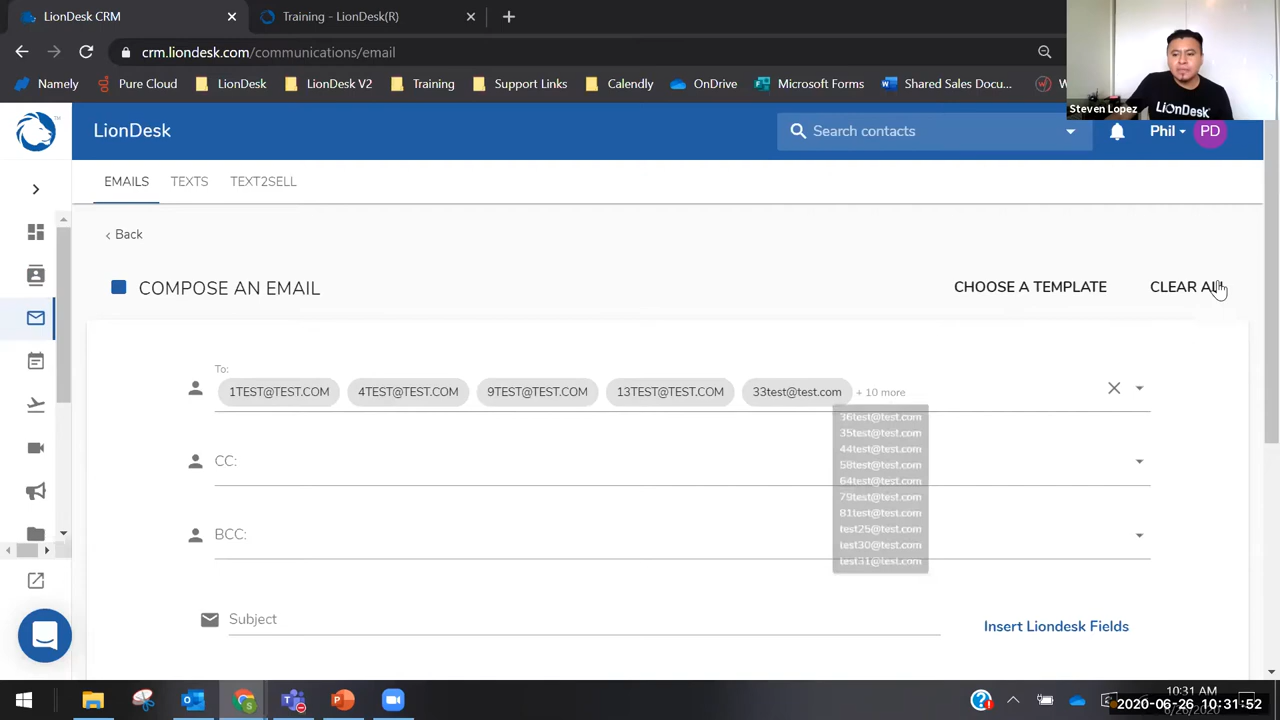 LionDesk CRM
Training - LionDesk(R)
crm.liondesk.com/communications/email
Namely
Pure Cloud
LionDesk
LionDesk V2
Training
Support Links
Calendly
OnDrive
Microsoft Forms
Shared Sales Docu...
Steven Lopez
LionDesk
LionDesk
Search contacts
Phil
PD
EMAILS
TEXTS
TEXT2SELL
Back
COMPOSE AN EMAIL
CHOOSE A TEMPLATE
CLEAR ALL
To:
1TEST@TEST.COM
4TEST@TEST.COM
9TEST@TEST.COM
13TEST@TEST.COM
33test@test.com
+ 10 more
36test@test.com
35test@test.com
44test@test.com
58test@test.com
64test@test.com
79test@test.com
81test@test.com
test25@test.com
test30@test.com
test31@test.com
CC:
BCC:
Subject
Insert Liondesk Fields
10:31 AM
2020-06-26 10:31:52